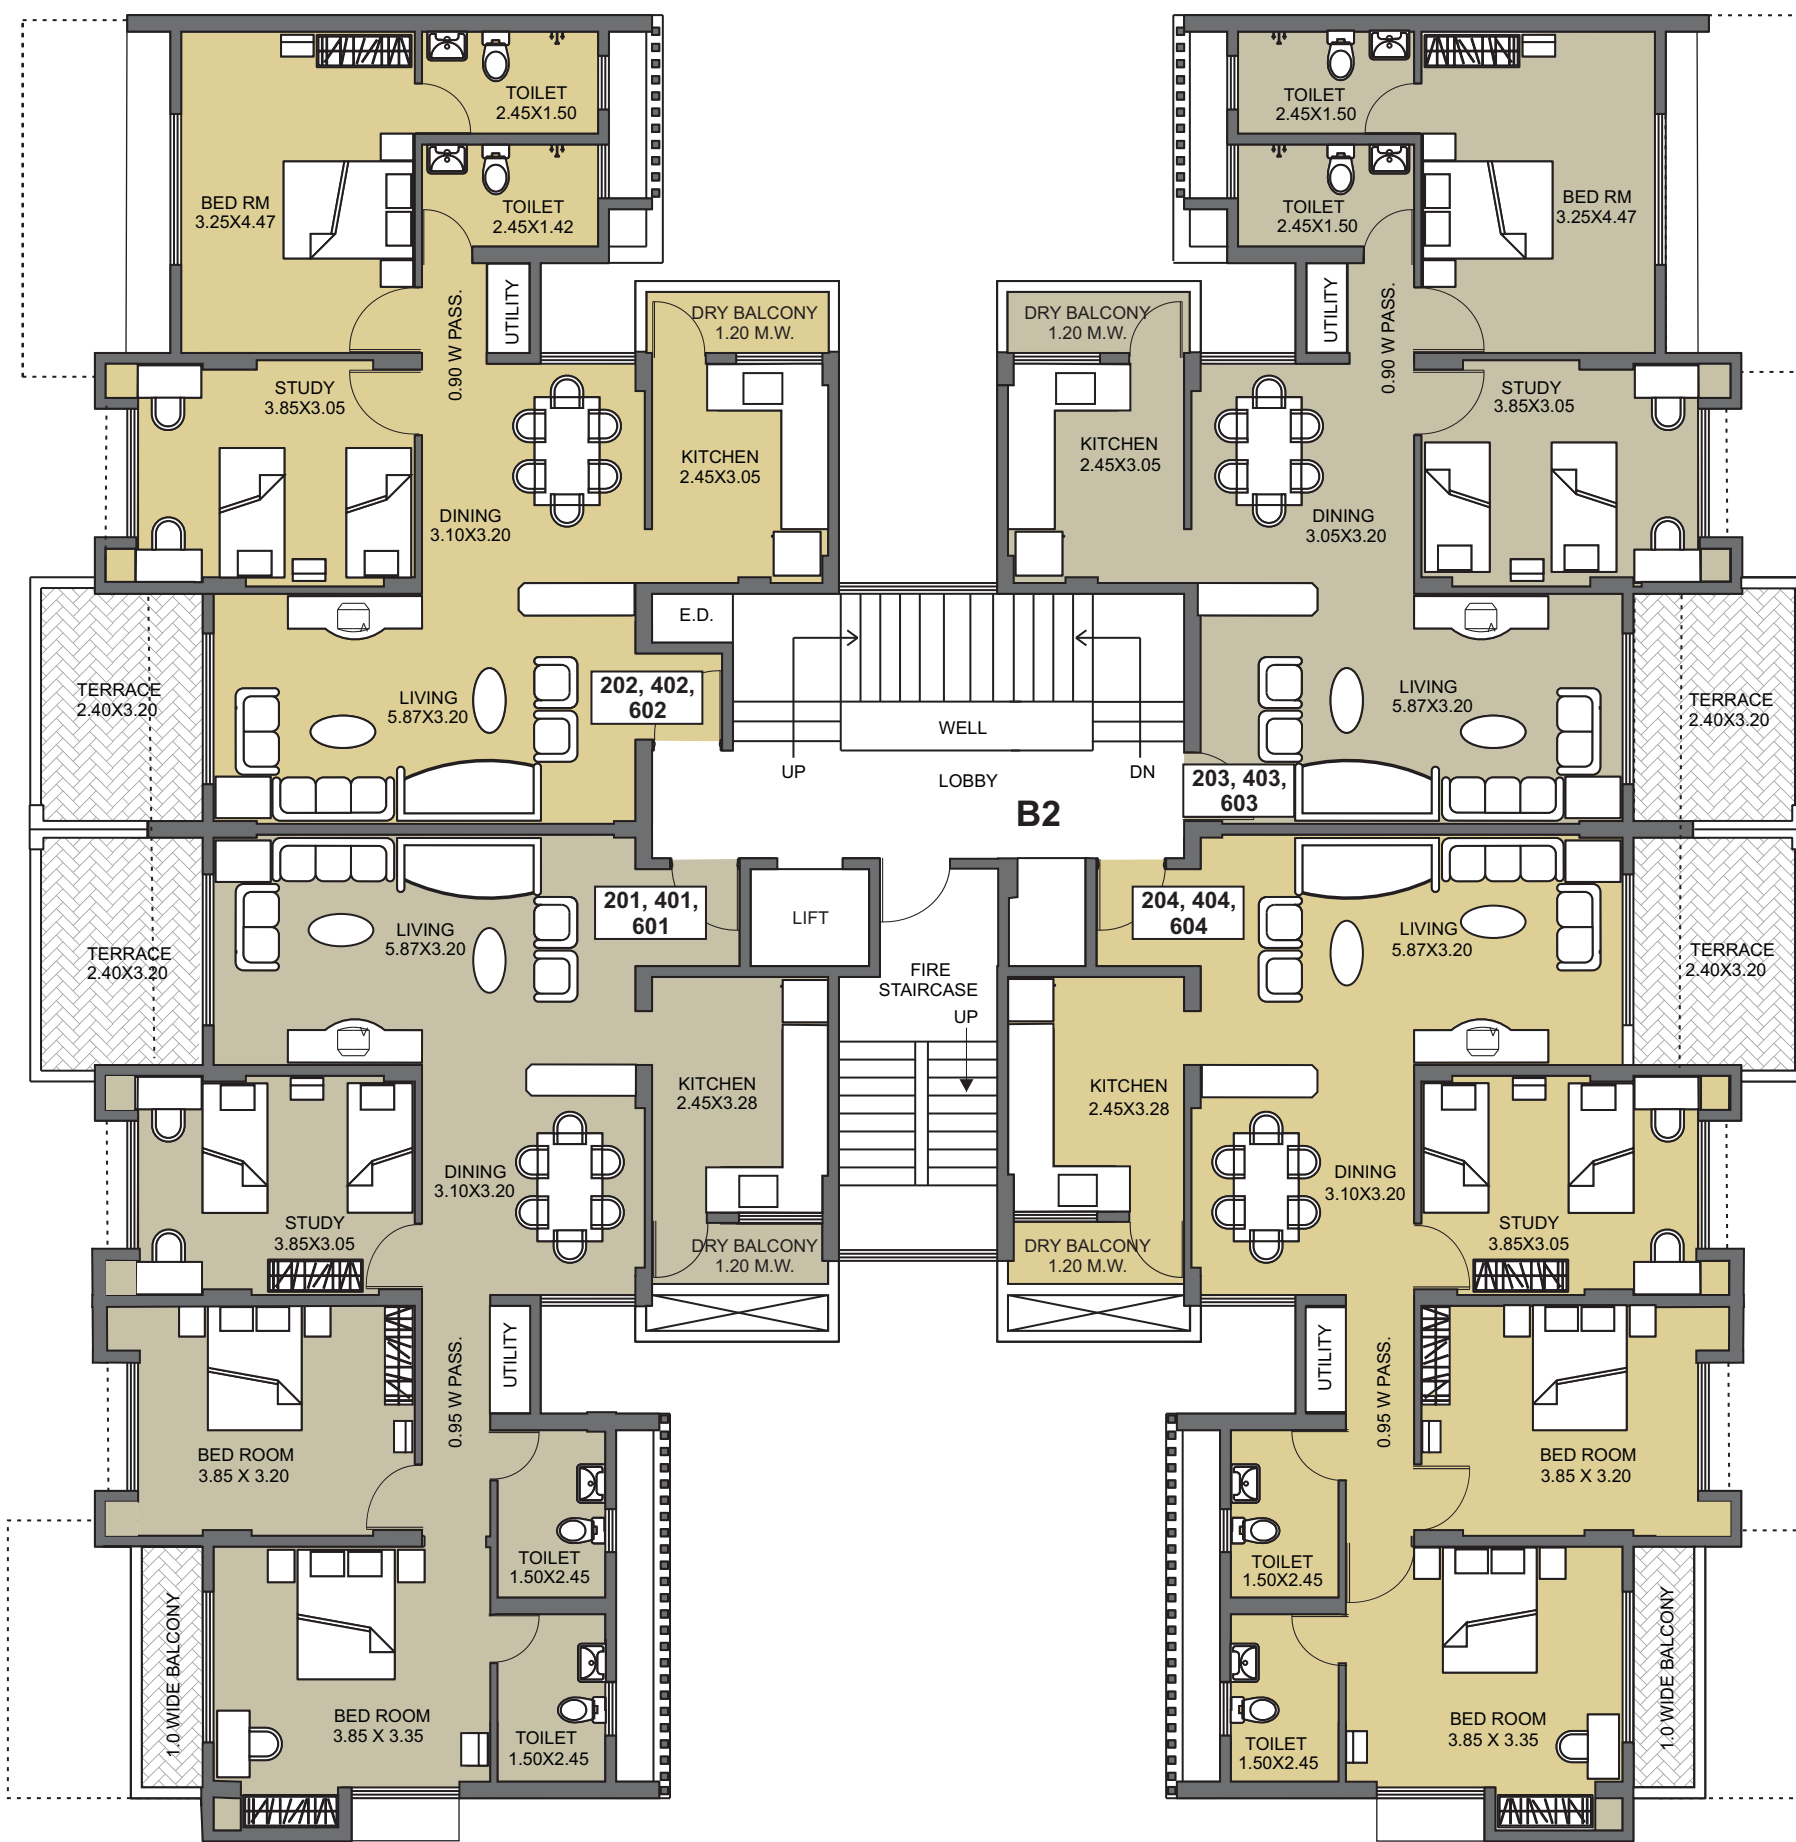 TOILET
2.45X1.50
TOILET
2.45X1.42
BED RM
3.25X4.47
UTILITY
0.90 W PASS.
DRY BALCONY
1.20 M.W.
STUDY
3.85X3.05
KITCHEN
2.45X3.05
DINING
3.10X3.20
TERRACE
2.40X3.20
LIVING
5.87X3.20
202, 402,
602
TOILET
2.45X1.50
TOILET
2.45X1.50
BED RM
3.25X4.47
UTILITY
0.90 W PASS.
DRY BALCONY
1.20 M.W.
STUDY
3.85X3.05
KITCHEN
2.45X3.05
DINING
3.05X3.20
LIVING
5.87X3.20
TERRACE
2.40X3.20
203, 403,
603
E.D.
WELL
UP
LOBBY
DN
B2
LIFT
FIRE
STAIRCASE
UP
201, 401,
601
LIVING
5.87X3.20
TERRACE
2.40X3.20
KITCHEN
2.45X3.28
DINING
3.10X3.20
STUDY
3.85X3.05
DRY BALCONY
1.20 M.W.
UTILITY
0.95 W PASS.
BED ROOM
3.85 X 3.20
TOILET
1.50X2.45
1.0 WIDE BALCONY
BED ROOM
3.85 X 3.35
TOILET
1.50X2.45
204, 404,
604
LIVING
5.87X3.20
TERRACE
2.40X3.20
KITCHEN
2.45X3.28
DINING
3.10X3.20
STUDY
3.85X3.05
DRY BALCONY
1.20 M.W.
UTILITY
0.95 W PASS.
BED ROOM
3.85 X 3.20
TOILET
1.50X2.45
1.0 WIDE BALCONY
BED ROOM
3.85 X 3.35
TOILET
1.50X2.45